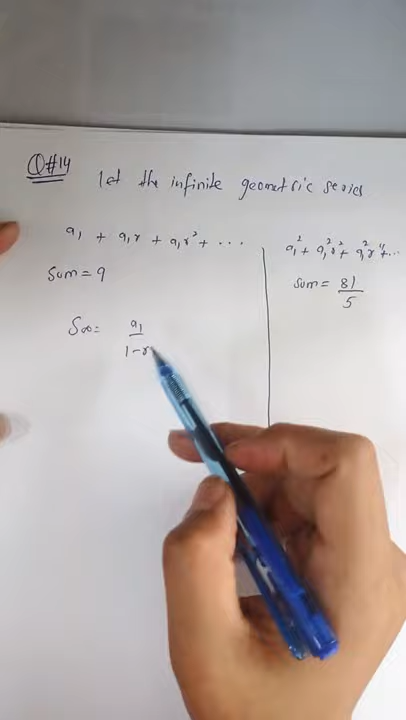 Q#14 Let the infinite geometric series
a₁ + a₁r + a₁r² + ...
Sum = 9
S∞ = a₁/1-r
a₁² + a₁²r² + a₁²r⁴ + ...
Sum = 81/5